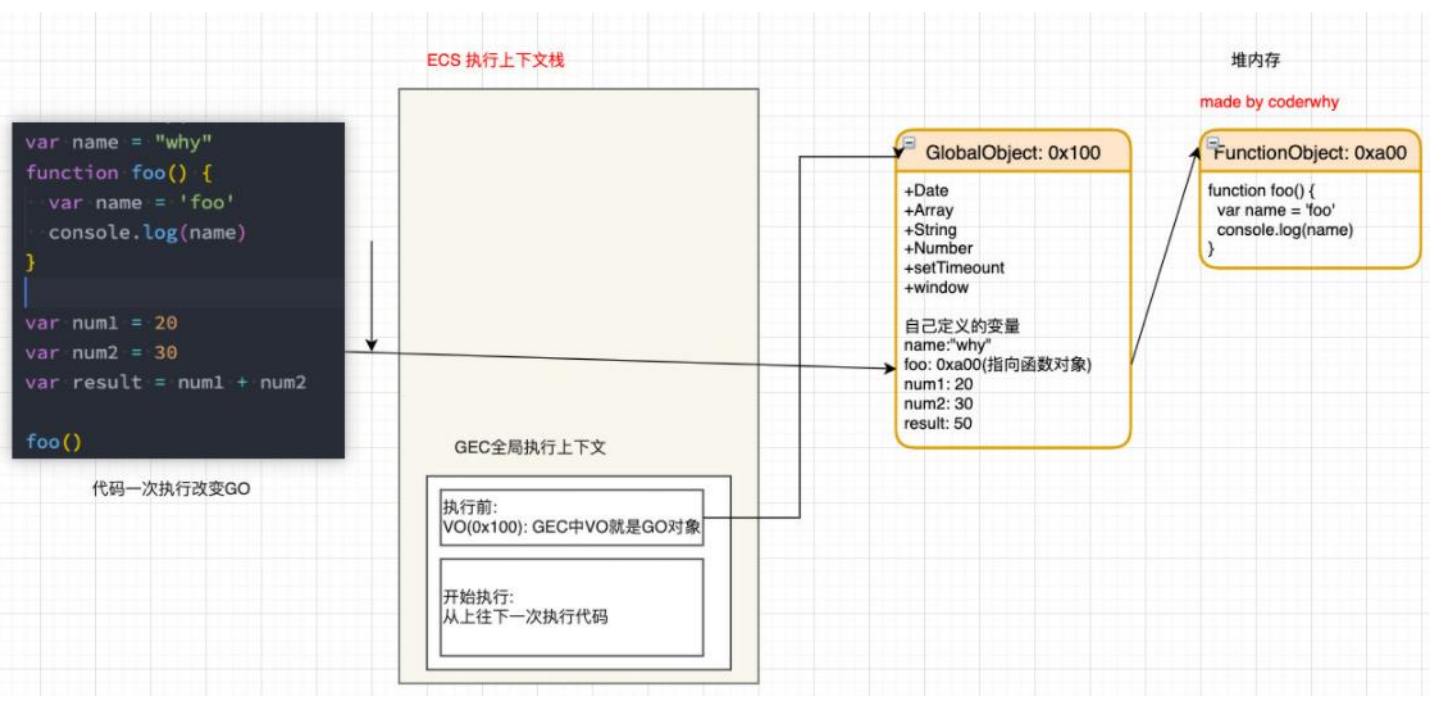 ECS 执行上下文栈
堆内存
made by coderwhy
var name = "why"
function foo() {
  var name = 'foo'
  console.log(name)
}
var num1 = 20
var num2 = 30
var result = num1 + num2
foo()
代码一次执行改变GO
GEC全局执行上下文
执行前:
VO(0x100): GEC中VO就是GO对象
开始执行:
从上往下一次执行代码
GlobalObject: 0x100
+Date
+Array
+String
+Number
+setTimeount
+window
自己定义的变量
name:"why"
foo: 0xa00(指向函数对象)
num1: 20
num2: 30
result: 50
FunctionObject: 0xa00
function foo() {
  var name = 'foo'
  console.log(name)
}